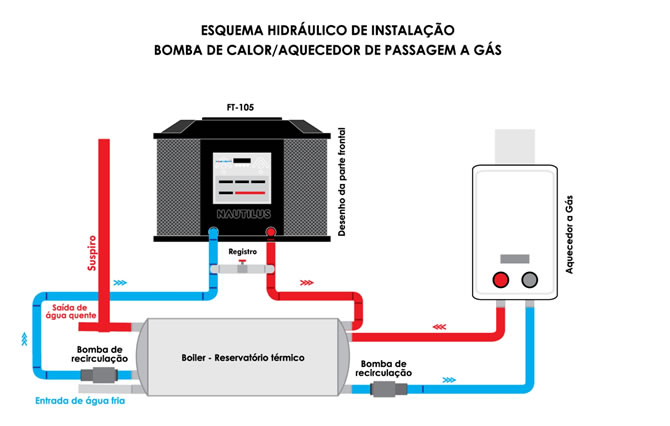 ESQUEMA HIDRÁULICO DE INSTALAÇÃO
BOMBA DE CALOR/AQUECEDOR DE PASSAGEM A GÁS
FT-105
NAUTILUS
Desenho da parte frontal
Aquecedor a Gás
Suspiro
Registro
Saída de
água quente
Bomba de
recirculação
Boiler - Reservatório térmico
Bomba de
recirculação
Entrada de água fria